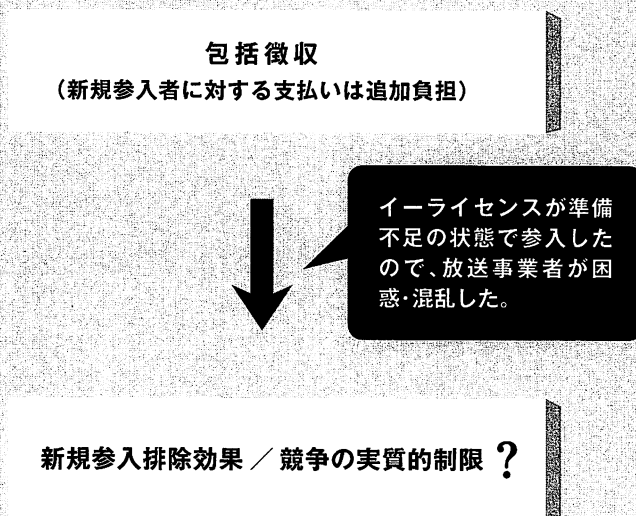 包括徴収
（新規参入者に対する支払いは追加負担）
イーライセンスが準備
不足の状態で参入した
ので、放送事業者が困
惑・混乱した。
新規参入排除効果 ／ 競争の実質的制限 ？